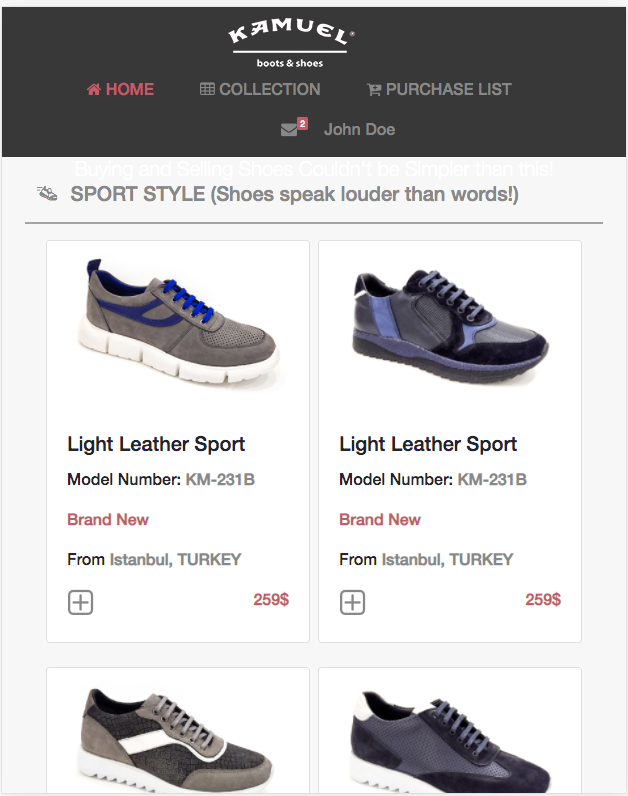 KAMUEL®
boots & shoes
HOME COLLECTION PURCHASE LIST
2 John Doe
Buying and Selling Shoes Couldn't be Simpler than this!
SPORT STYLE (Shoes speak louder than words!)
Light Leather Sport
Model Number: KM-231B
Brand New
From Istanbul, TURKEY
259$
Light Leather Sport
Model Number: KM-231B
Brand New
From Istanbul, TURKEY
259$